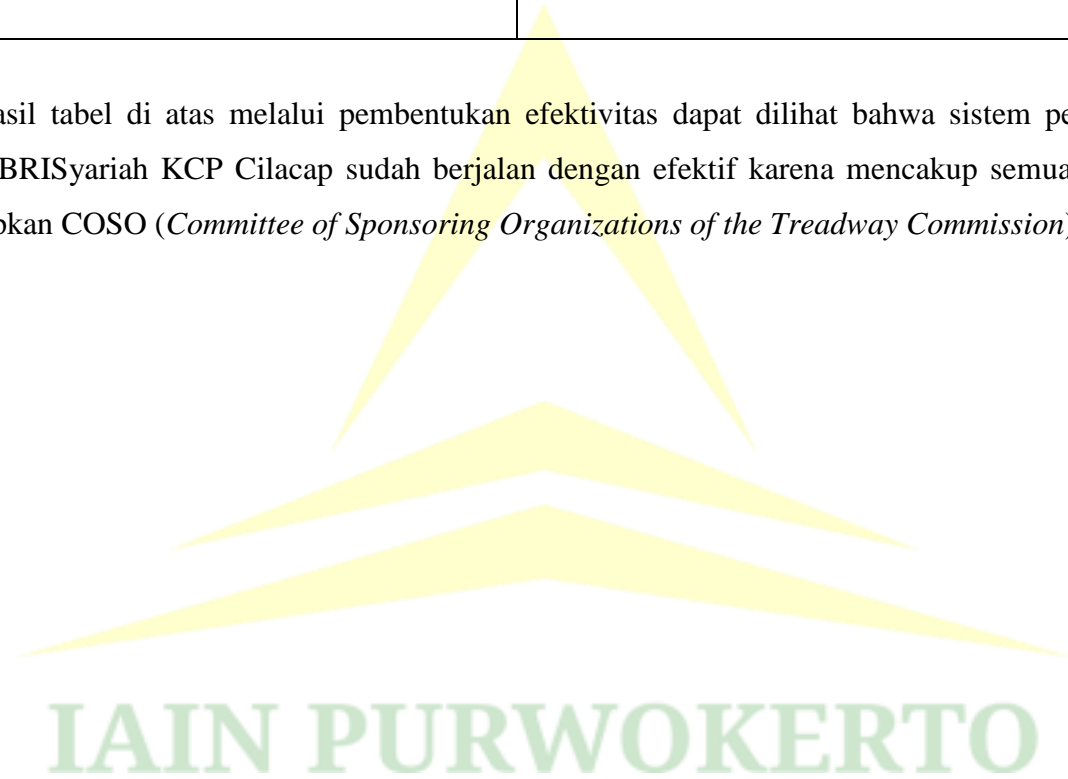 asil tabel di atas melalui pembentukan efektivitas dapat dilihat bahwa sistem pe
BRISyariah KCP Cilacap sudah berjalan dengan efektif karena mencakup semua
pkan COSO (Committee of Sponsoring Organizations of the Treadway Commission)
IAIN PURWOKERTO